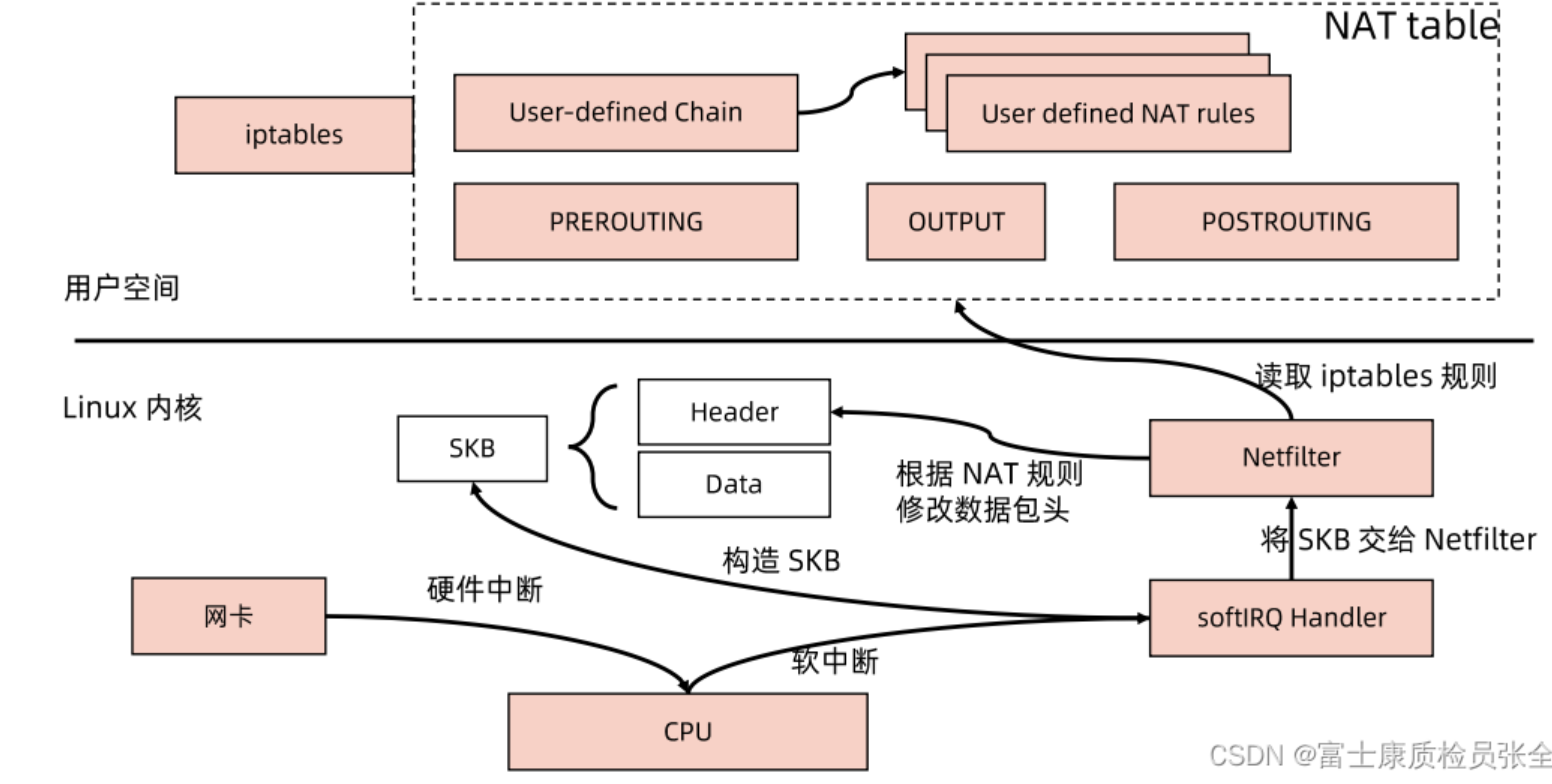 NAT table
iptables
User-defined Chain
User defined NAT rules
PREROUTING
OUTPUT
POSTROUTING
用户空间
Linux 内核
读取 iptables 规则
SKB
Header
Data
Netfilter
根据 NAT 规则
修改数据包头
将 SKB 交给 Netfilter
构造 SKB
硬件中断
网卡
softIRQ Handler
软中断
CPU
CSDN @富士康质检员张全